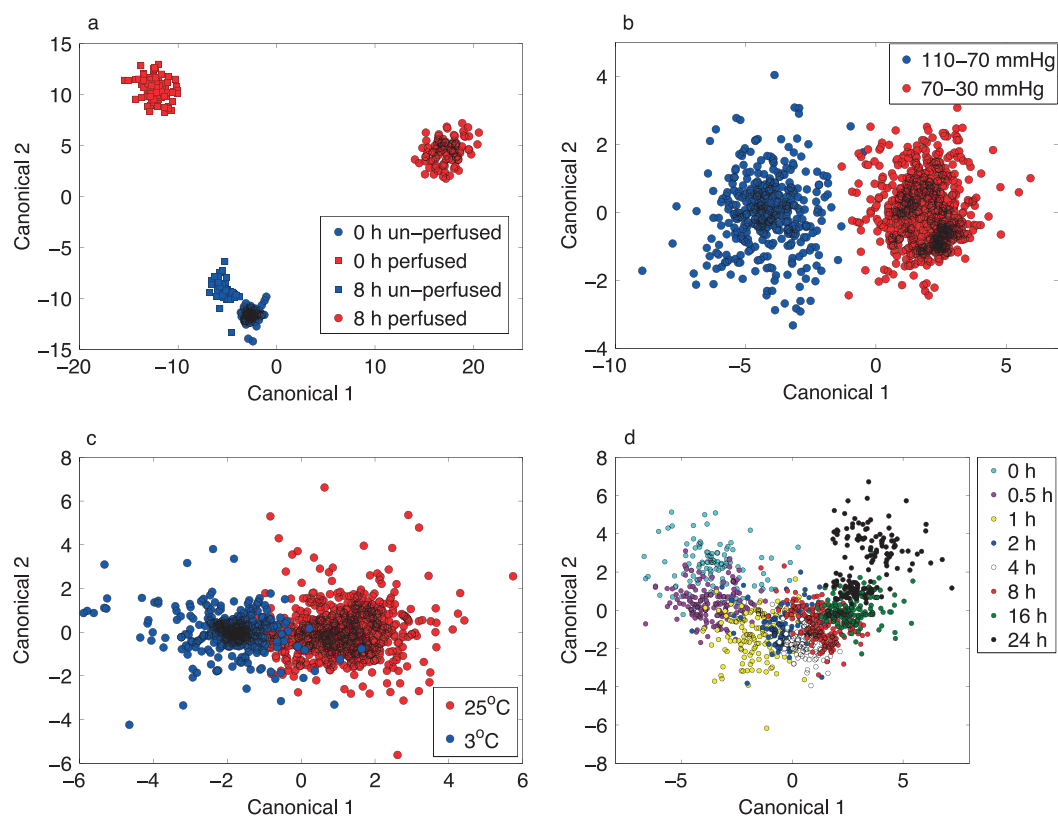 a
15
10
5
0
−5
−10
−15
−20
−10
0
10
20
Canonical 1
Canonical 2
0 h un−perfused
0 h perfused
8 h un−perfused
8 h perfused
b
4
2
0
−2
−4
−10
−5
0
5
Canonical 1
Canonical 2
110–70 mmHg
70–30 mmHg
c
8
6
4
2
0
−2
−4
−6
−6
−4
−2
0
2
4
6
Canonical 1
Canonical 2
25°C
3°C
d
8
6
4
2
0
−2
−4
−6
−8
−5
0
5
Canonical 1
Canonical 2
0 h
0.5 h
1 h
2 h
4 h
8 h
16 h
24 h